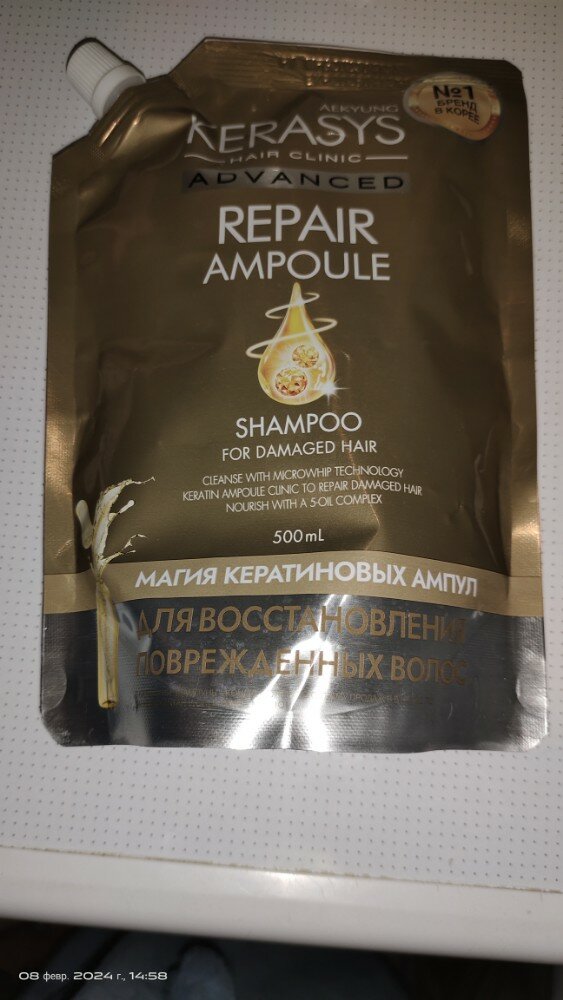 №1
БРЕНД
В КОРЕЕ
AEKYUNG
KERASYS
HAIR CLINIC
ADVANCED
REPAIR
AMPOULE
SHAMPOO
FOR DAMAGED HAIR
CLEANSE WITH MICROWHIP TECHNOLOGY
KERATIN AMPOULE CLINIC TO REPAIR DAMAGED HAIR
NOURISH WITH A 5-OIL COMPLEX
500 mL
МАГИЯ КЕРАТИНОВЫХ АМПУЛ
ДЛЯ ВОССТАНОВЛЕНИЯ
ПОВРЕЖДЕННЫХ ВОЛОС
08 февр. 2024 г., 14:58